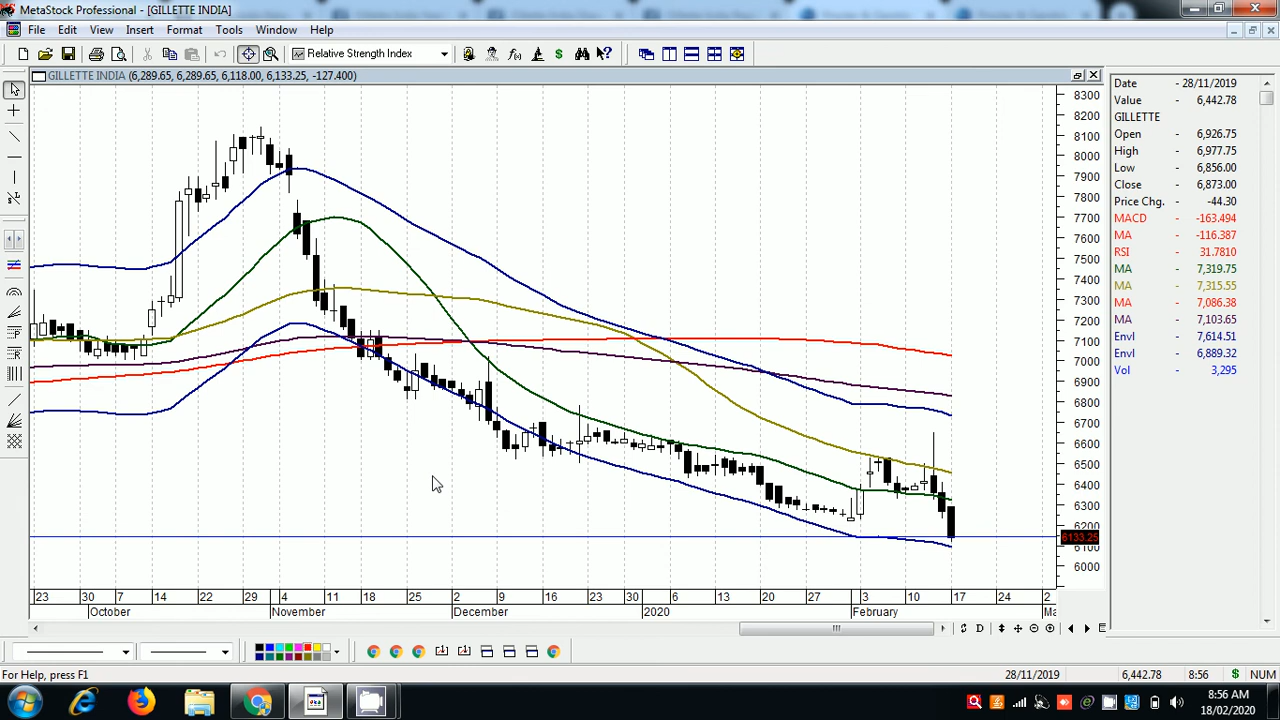 MetaStock Professional - [GILLETTE INDIA]
File Edit View Insert Format Tools Window Help
Relative Strength Index
GILLETTE INDIA (6,289.65, 6,289.65, 6,118.00, 6,133.25, -127.400)
8300
8100
8000
7900
7800
7700
7600
7500
7400
7300
7200
7100
7000
6900
6800
6700
6600
6500
6400
6300
6200
6133.25
6100
6000
23 30 7 14 22 29 4 11 18 25 2 9 16 23 30 6 13 20 27 3 10 17 24 2
October November December 2020 February
Date - 28/11/2019
Value - 6,442.78
GILLETTE
Open - 6,926.75
High - 6,977.75
Low - 6,856.00
Close - 6,873.00
Price Chg. - -44.30
MACD - -163.494
MA - -116.387
RSI - 31.7810
MA - 7,319.75
MA - 7,315.55
MA - 7,086.38
MA - 7,103.65
Envl - 7,614.51
Envl - 6,889.32
Vol - 3,295
D
For Help, press F1
28/11/2019 6,442.78 8:56 $ NUM
8:56 AM
18/02/2020